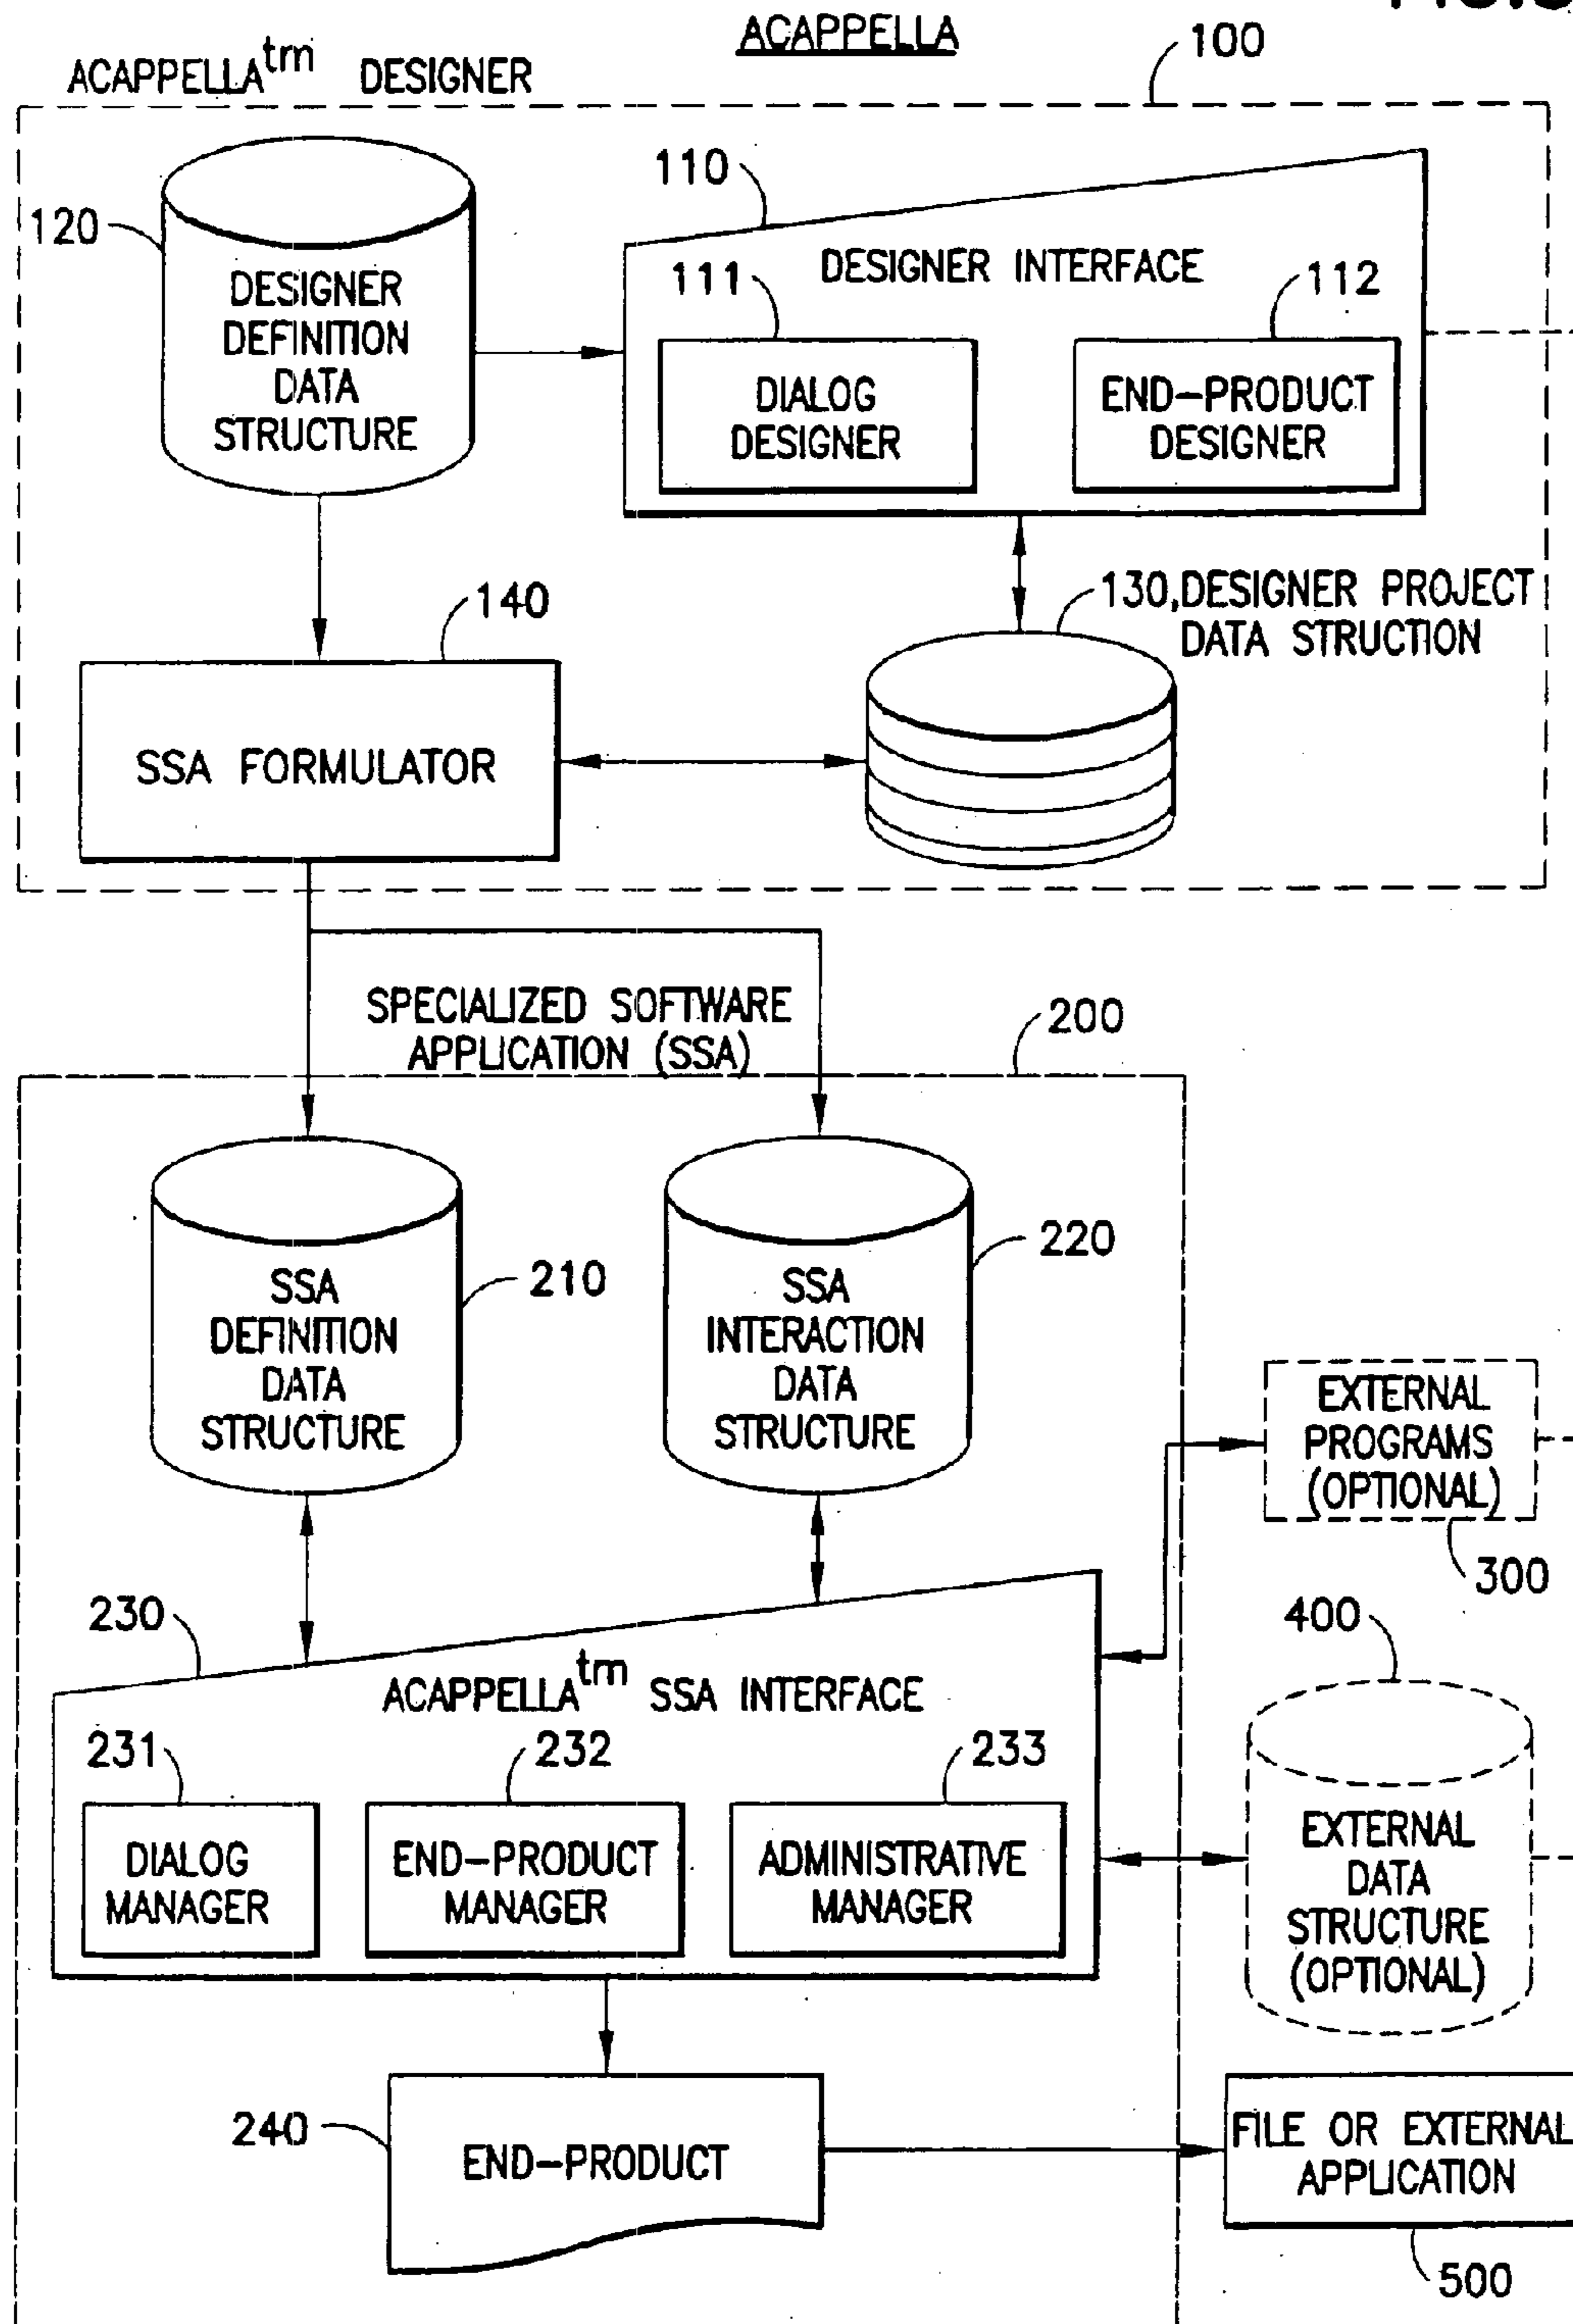 ACAPPELLA
ACAPPELLA™ DESIGNER
100
120
DESIGNER
DEFINITION
DATA
STRUCTURE
110
DESIGNER INTERFACE
111
112
DIALOG
DESIGNER
END-PRODUCT
DESIGNER
130, DESIGNER PROJECT
DATA STRUCTION
140
SSA FORMULATOR
SPECIALIZED SOFTWARE
APPLICATION (SSA)
200
SSA
DEFINITION
DATA
STRUCTURE
210
SSA
INTERACTION
DATA
STRUCTURE
220
EXTERNAL
PROGRAMS
(OPTIONAL)
300
230
ACAPPELLA™ SSA INTERFACE
231
232
233
DIALOG
MANAGER
END-PRODUCT
MANAGER
ADMINISTRATIVE
MANAGER
400
EXTERNAL
DATA
STRUCTURE
(OPTIONAL)
240
END-PRODUCT
FILE OR EXTERNAL
APPLICATION
500